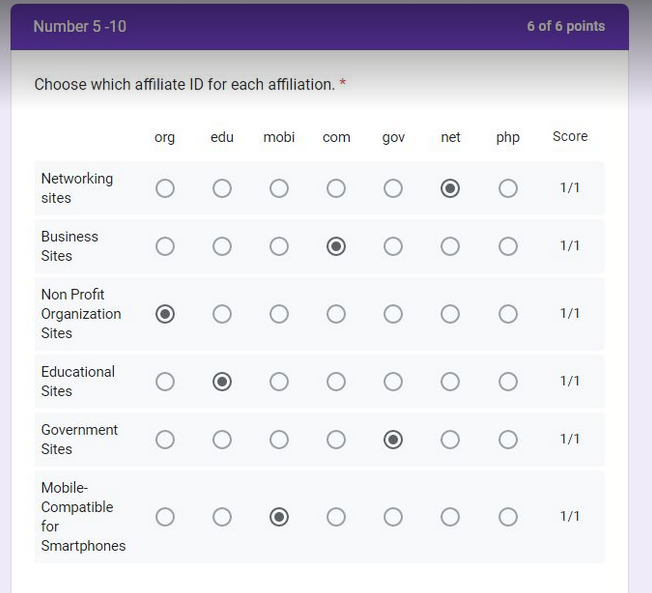 Number 5 -10 6 of 6 points
Choose which affiliate ID for each affiliation. *
org edu mobi com gov net php Score
Networking
sites
1/1
Business
Sites
1/1
Non Profit
Organization
Sites
1/1
Educational
Sites
1/1
Government
Sites
1/1
Mobile-
Compatible
for
Smartphones
1/1